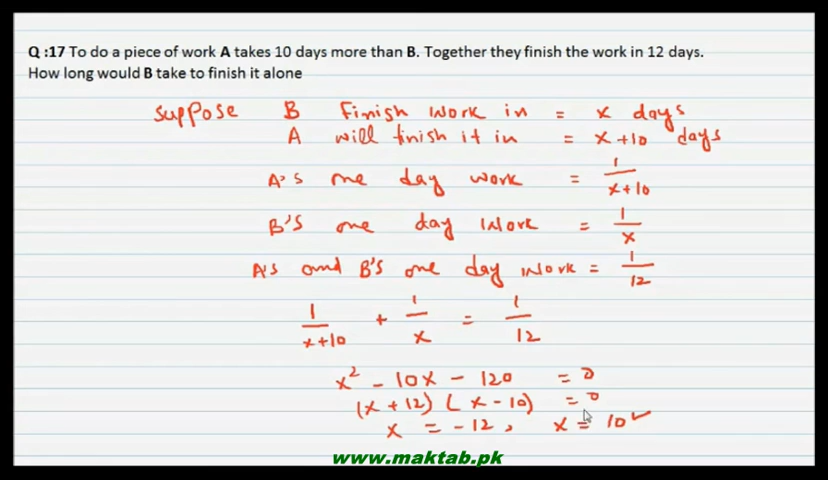 Q :17 To do a piece of work A takes 10 days more than B. Together they finish the work in 12 days.
How long would B take to finish it alone
suppose B Finish work in = x days
A will finish it in = x+10 days
A's one day work = 1/(x+10)
B's one day work = 1/x
A's and B's one day work = 1/12
1/(x+10) + 1/x = 1/12
x² - 10x - 120 = 0
(x + 12) (x - 10) = 0
x = -12, x = 10 ✓
www.maktab.pk